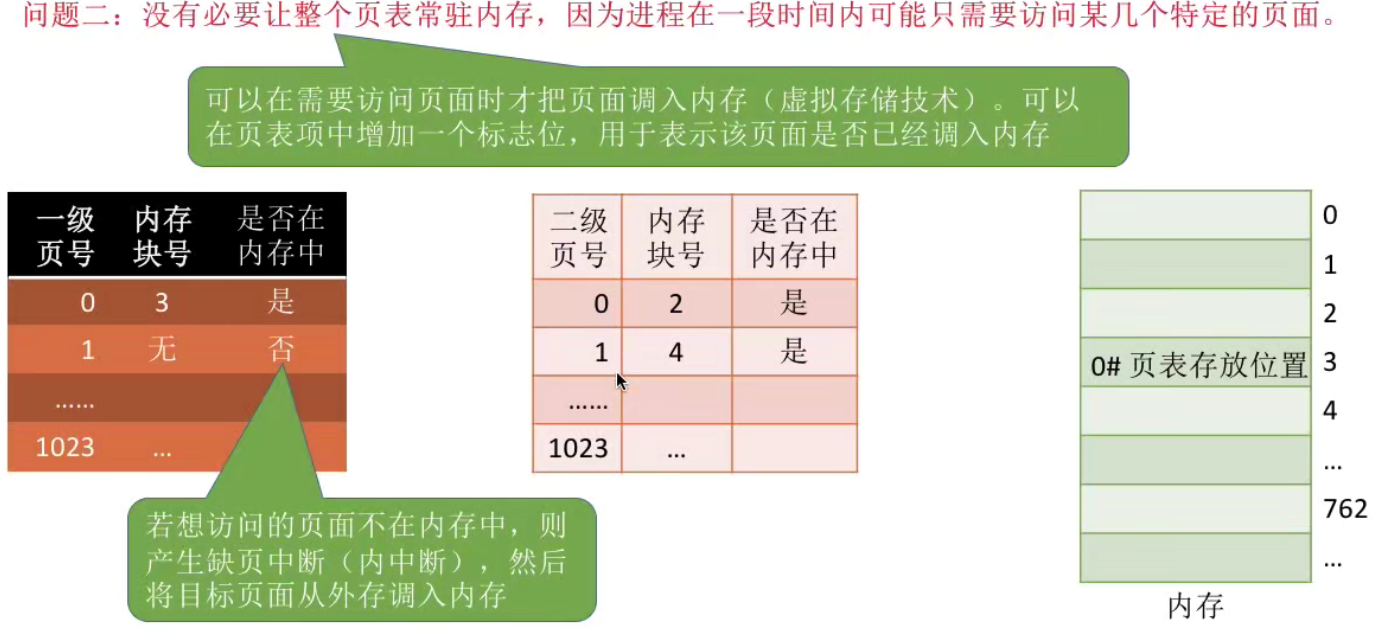 问题二：没有必要让整个页表常驻内存，因为进程在一段时间内可能只需要访问某几个特定的页面。
可以在需要访问页面时才把页面调入内存（虚拟存储技术）。可以
在页表项中增加一个标志位，用于表示该页面是否已经调入内存
一级 内存 是否在
页号 块号 内存中
0 3 是
1 无 否
......
1023 ...
二级 内存 是否在
页号 块号 内存中
0 2 是
1 4 是
......
1023 ...
0
1
2
0# 页表存放位置 3
4
...
762
...
内存
若想访问的页面不在内存中，则
产生缺页中断（内中断），然后
将目标页面从外存调入内存